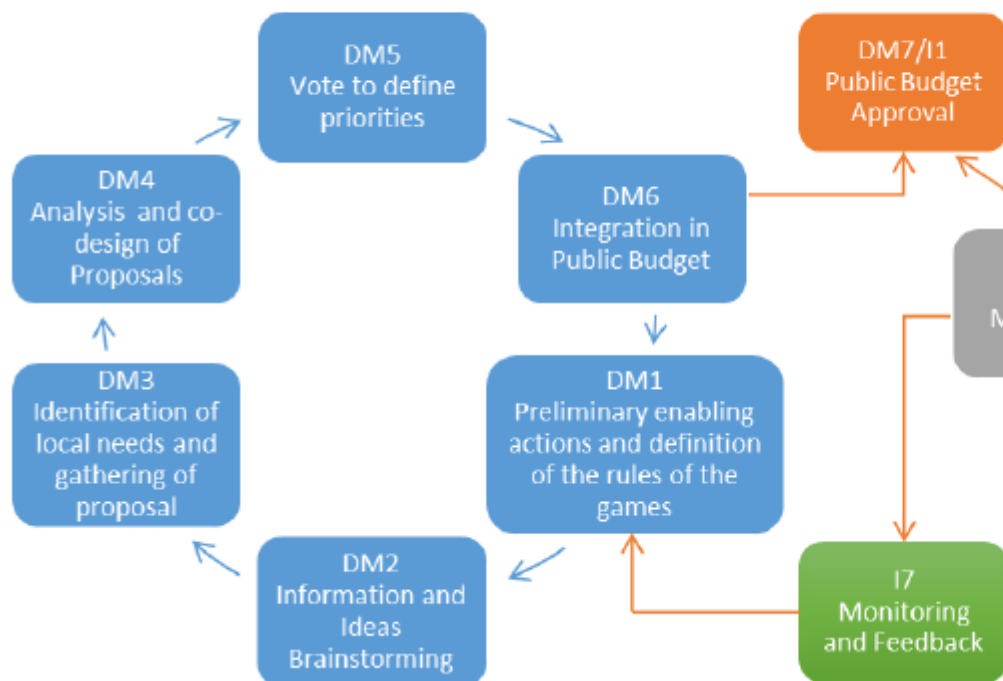 DM5
Vote to define
priorities
DM7/I1
Public Budget
Approval
DM4
Analysis and co-
design of
Proposals
DM6
Integration in
Public Budget
M
DM3
Identification of
local needs and
gathering of
proposal
DM1
Preliminary enabling
actions and definition
of the rules of the
games
DM2
Information and
Ideas
Brainstorming
I7
Monitoring
and Feedback